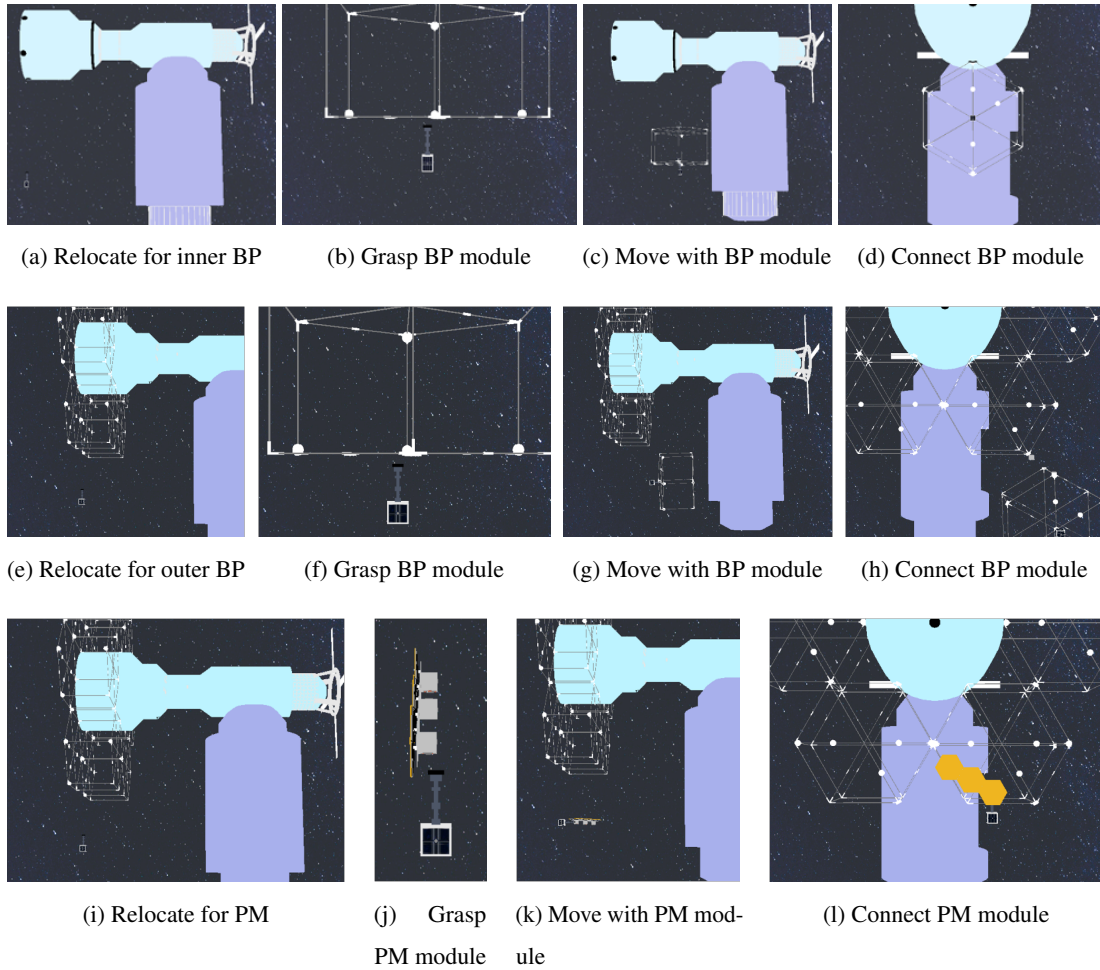 (a) Relocate for inner BP
(b) Grasp BP module
(c) Move with BP module
(d) Connect BP module
(e) Relocate for outer BP
(f) Grasp BP module
(g) Move with BP module
(h) Connect BP module
(i) Relocate for PM
(j) Grasp
PM module
(k) Move with PM mod-
ule
(l) Connect PM module